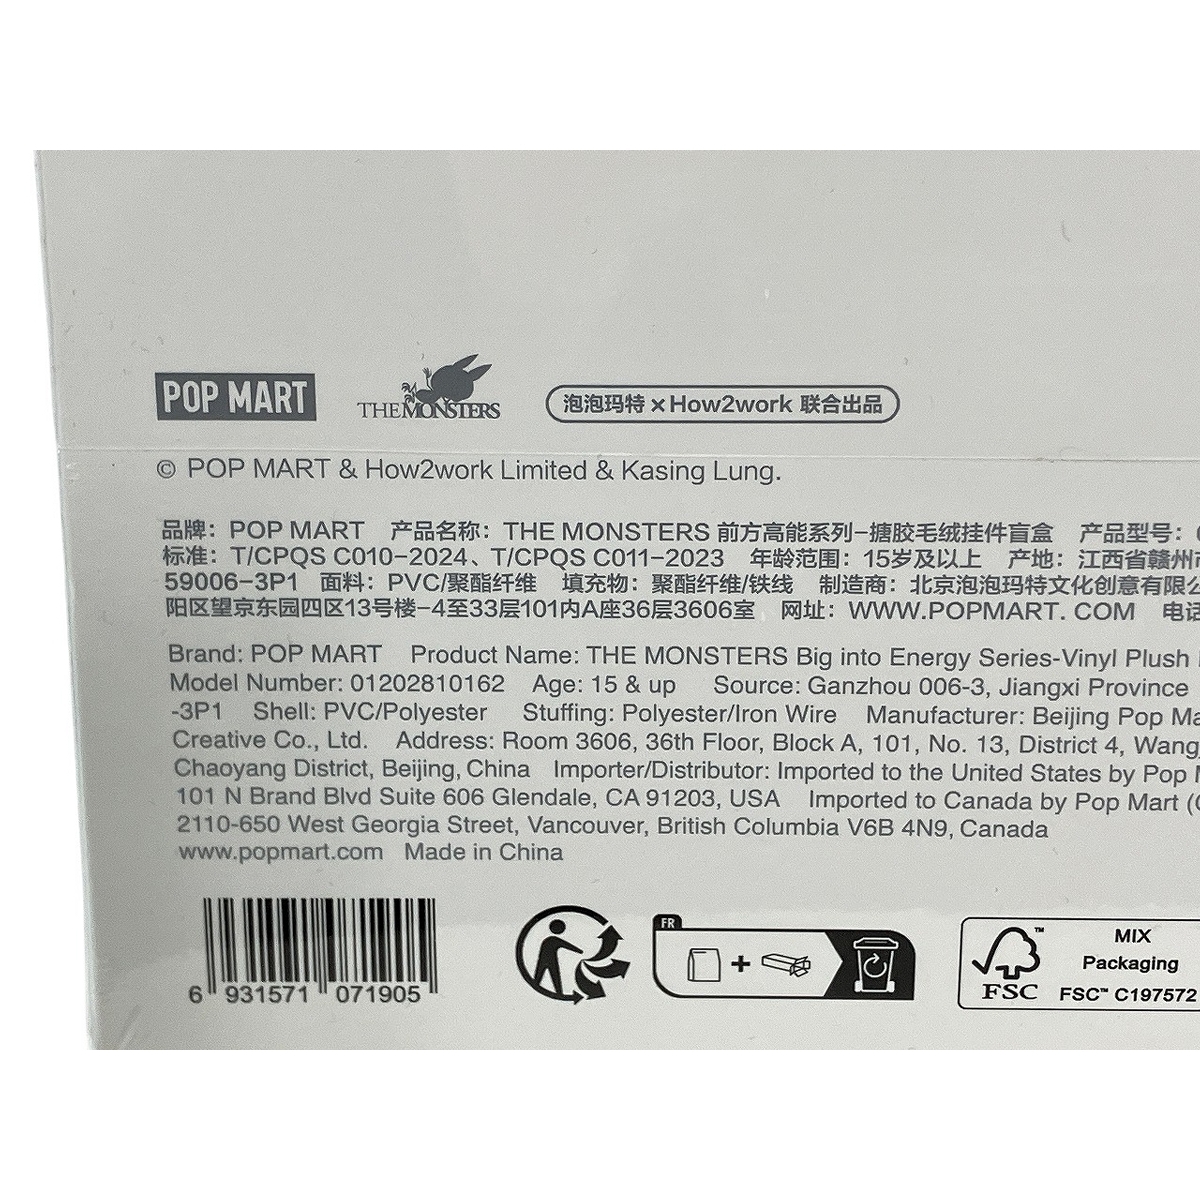 POP MART
THE MONSTERS
泡泡玛特 × How2work 联合出品
© POP MART & How2work Limited & Kasing Lung.
品牌：POP MART 产品名称：THE MONSTERS 前方高能系列-搪胶毛绒挂件盲盒 产品型号：
标准：T/CPQS C010-2024、T/CPQS C011-2023 年龄范围：15岁及以上 产地：江西省赣州
59006-3P1 面料：PVC/聚酯纤维 填充物：聚酯纤维/铁线 制造商：北京泡泡玛特文化创意有限
阳区望京东园四区13号楼-4至33层101内A座36层3606室 网址：WWW.POPMART. COM 电话
Brand: POP MART Product Name: THE MONSTERS Big into Energy Series-Vinyl Plush
Model Number: 01202810162 Age: 15 & up Source: Ganzhou 006-3, Jiangxi Province
-3P1 Shell: PVC/Polyester Stuffing: Polyester/Iron Wire Manufacturer: Beijing Pop Ma
Creative Co., Ltd. Address: Room 3606, 36th Floor, Block A, 101, No. 13, District 4, Wang
Chaoyang District, Beijing, China Importer/Distributor: Imported to the United States by Pop
101 N Brand Blvd Suite 606 Glendale, CA 91203, USA Imported to Canada by Pop Mart (
2110-650 West Georgia Street, Vancouver, British Columbia V6B 4N9, Canada
www.popmart.com Made in China
6 931571 071905
FR
+
FSC™
MIX
Packaging
FSC™ C197572